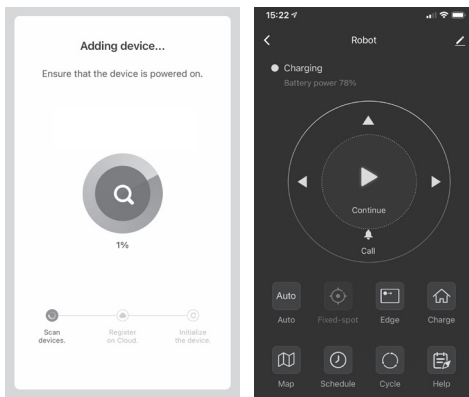 Adding device...
Ensure that the device is powered on.
1%
Scan
devices.
Register
on Cloud.
Initialize
the device.
15:22
Robot
Charging
Battery power 78%
Continue
Call
Auto
Auto
Fixed-spot
Edge
Charge
Map
Schedule
Cycle
Help